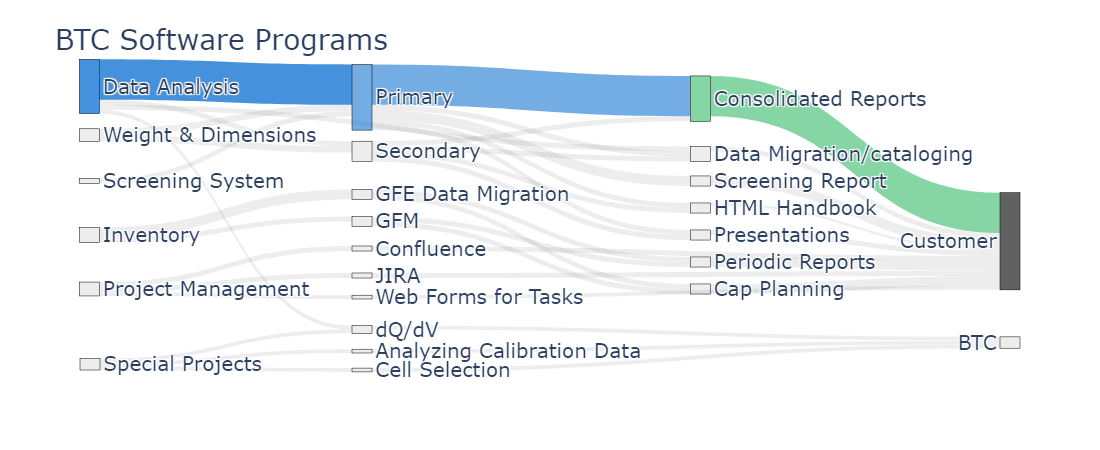 BTC Software Programs
Data Analysis
Weight & Dimensions
Screening System
Inventory
Project Management
Special Projects
Primary
Secondary
GFE Data Migration
GFM
Confluence
JIRA
Web Forms for Tasks
dQ/dV
Analyzing Calibration Data
Cell Selection
Consolidated Reports
Data Migration/cataloging
Screening Report
HTML Handbook
Presentations
Periodic Reports
Cap Planning
Customer
BTC